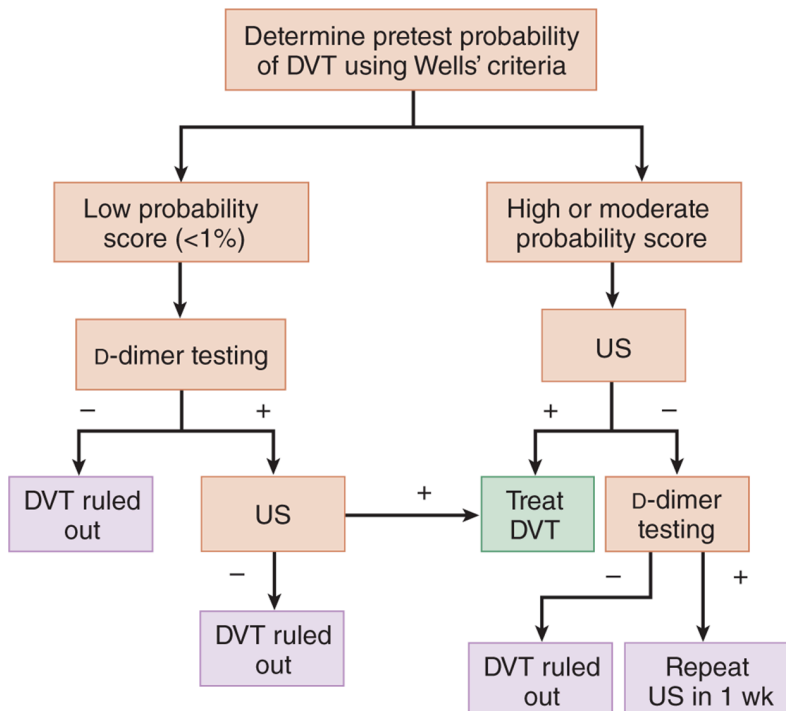 Determine pretest probability
of DVT using Wells’ criteria
Low probability
score (<1%)
High or moderate
probability score
D-dimer testing
US
–
+
+
–
DVT ruled
out
US
+
Treat
DVT
D-dimer
testing
–
–
+
DVT ruled
out
DVT ruled
out
Repeat
US in 1 wk